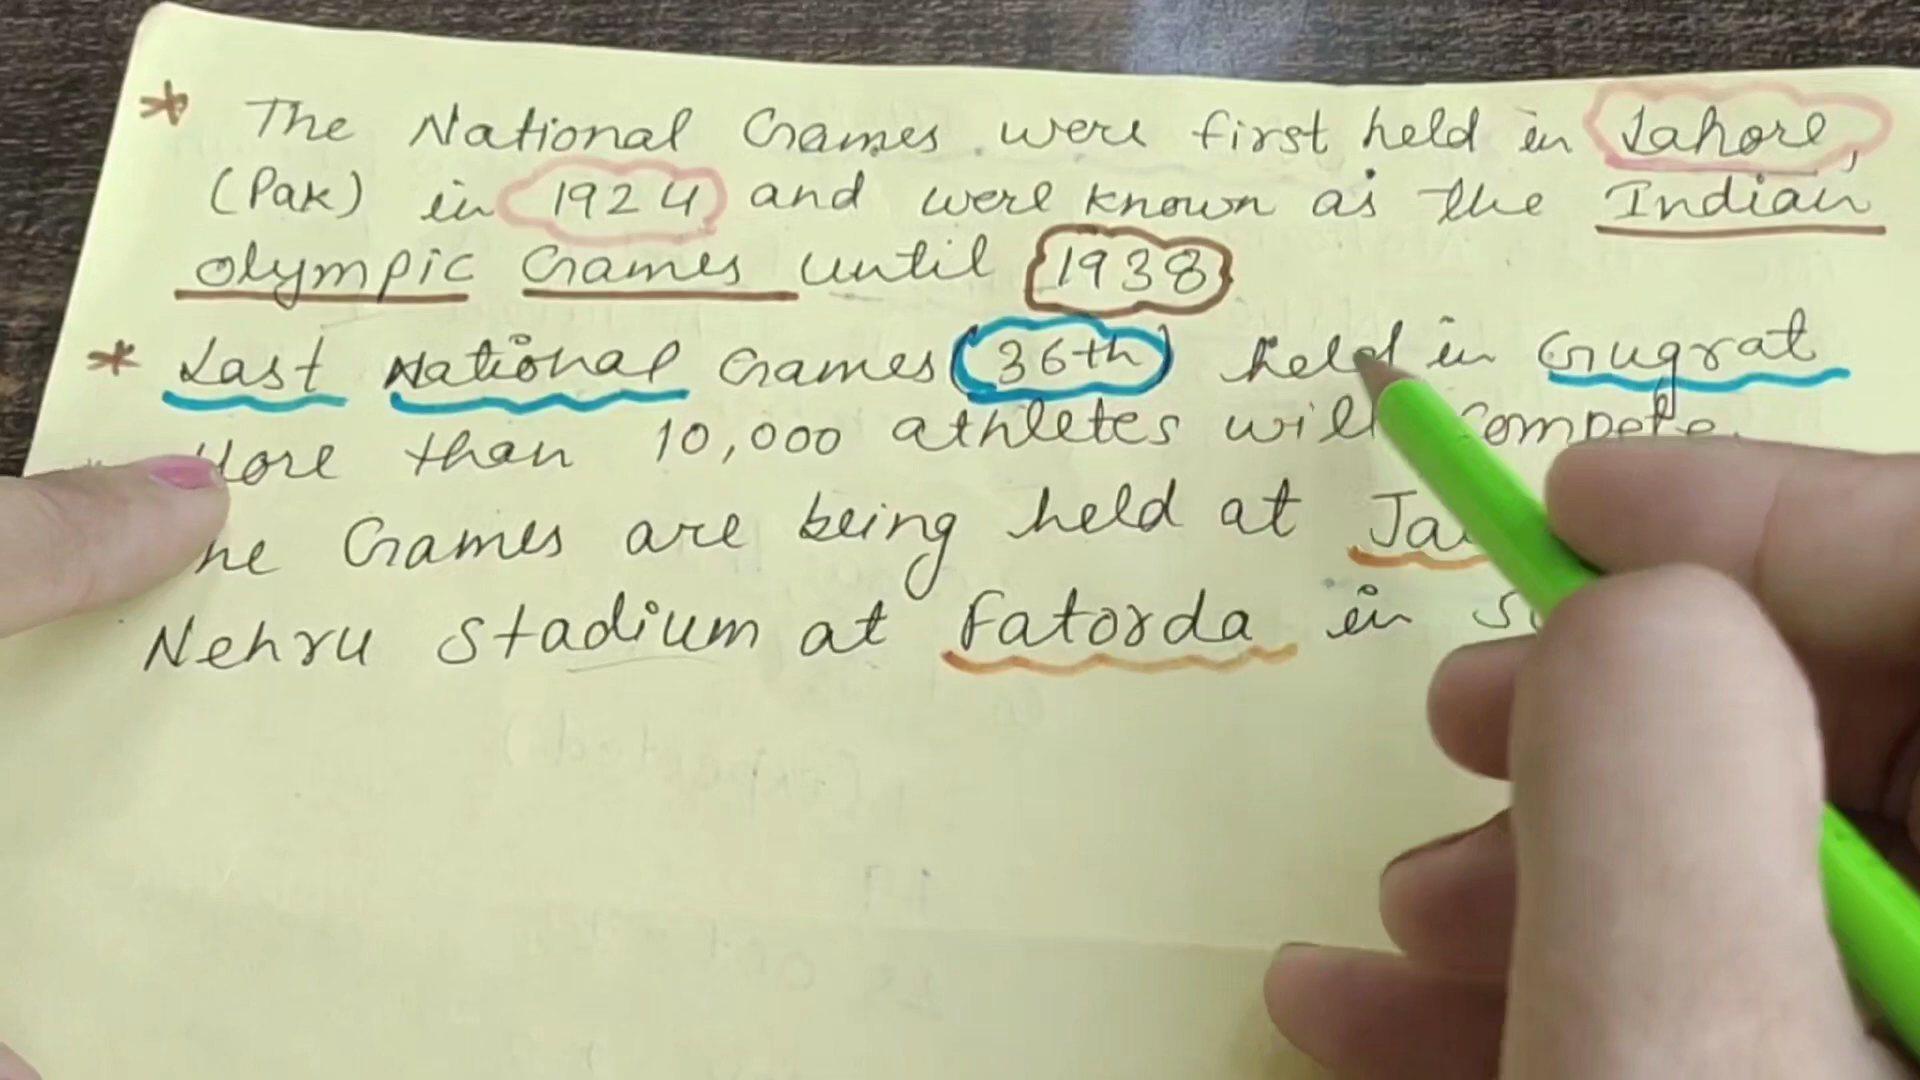 * The National Games were first held in Lahore,
(Pak) in 1924 and were known as the Indian
olympic Games until 1938
* Last National Games (36th) held in Gugrat
More than 10,000 athletes will compete.
The Games are being held at
Nehru Stadium at Fatorda in